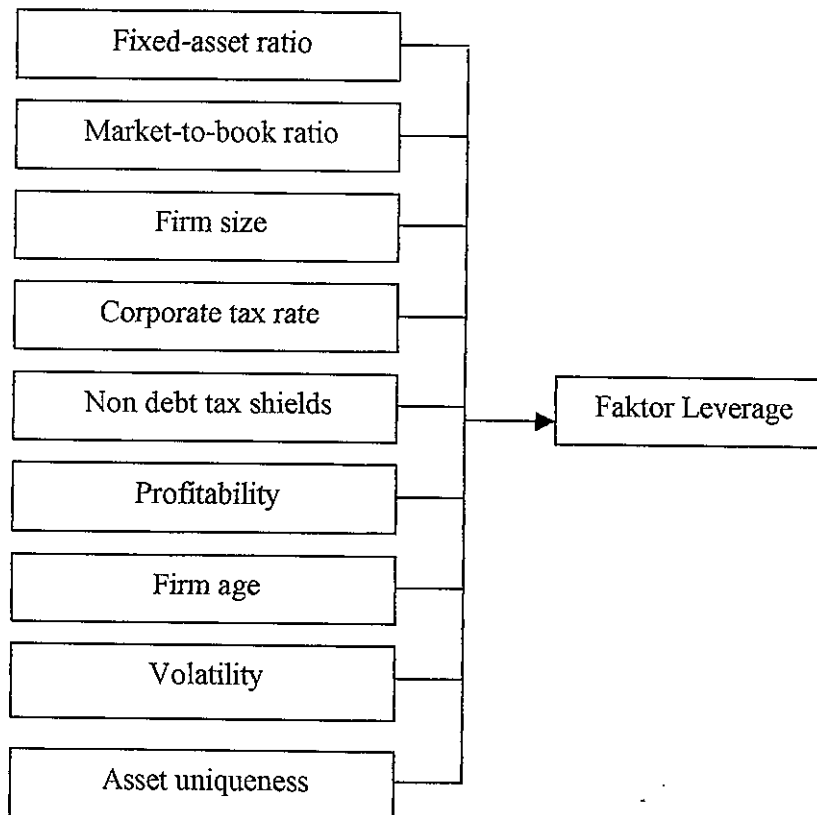 Fixed-asset ratio
Market-to-book ratio
Firm size
Corporate tax rate
Non debt tax shields
Profitability
Firm age
Volatility
Asset uniqueness
Faktor Leverage